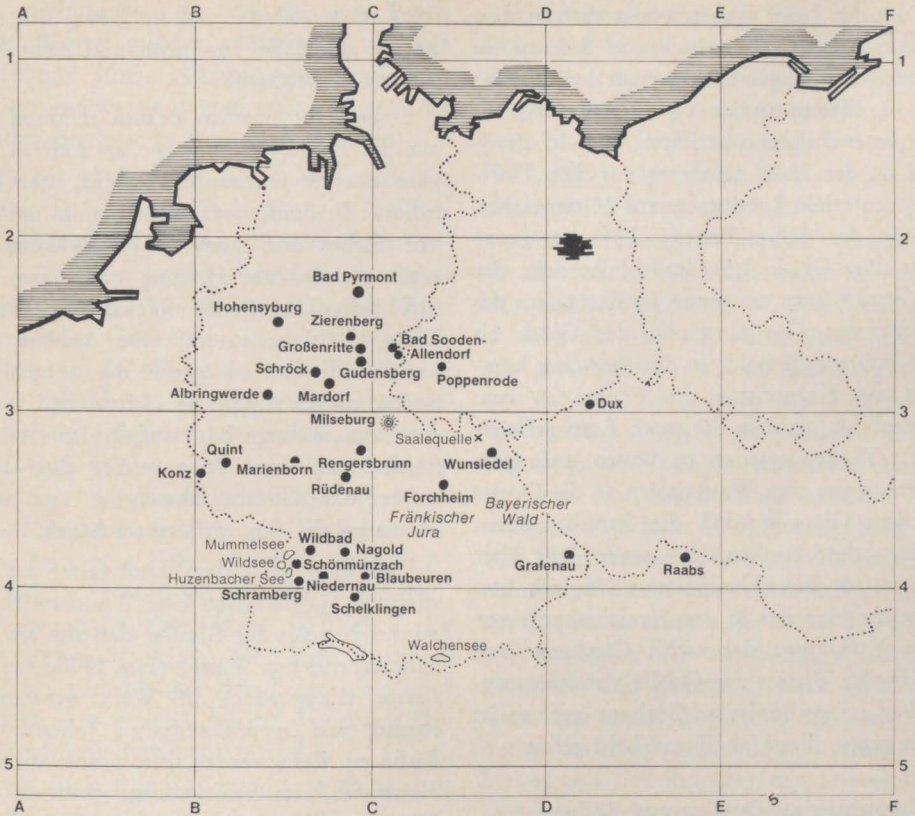 A B C D E F
1 1
2 2
Bad Pyrmont
Hohensyburg
Zierenberg
Großenritte
Bad Sooden-
Allendorf
Schröck
Gudensberg
Poppenrode
Mardorf
Albringwerde
Dux
3 3
Milseburg
Saalequelle
Quint
Wunsiedel
Konz
Marienborn
Rengersbrunn
Rüdenau
Forchheim
Fränkischer
Jura
Bayerischer
Wald
Mummelsee
Wildbad
Nagold
Wildsee
Schönmünzach
Grafenau
Raabs
Huzenbacher See
Blaubeuren
4 4
Niedernau
Schramberg
Schelklingen
Walchensee
5 5
A B C D E 5 F